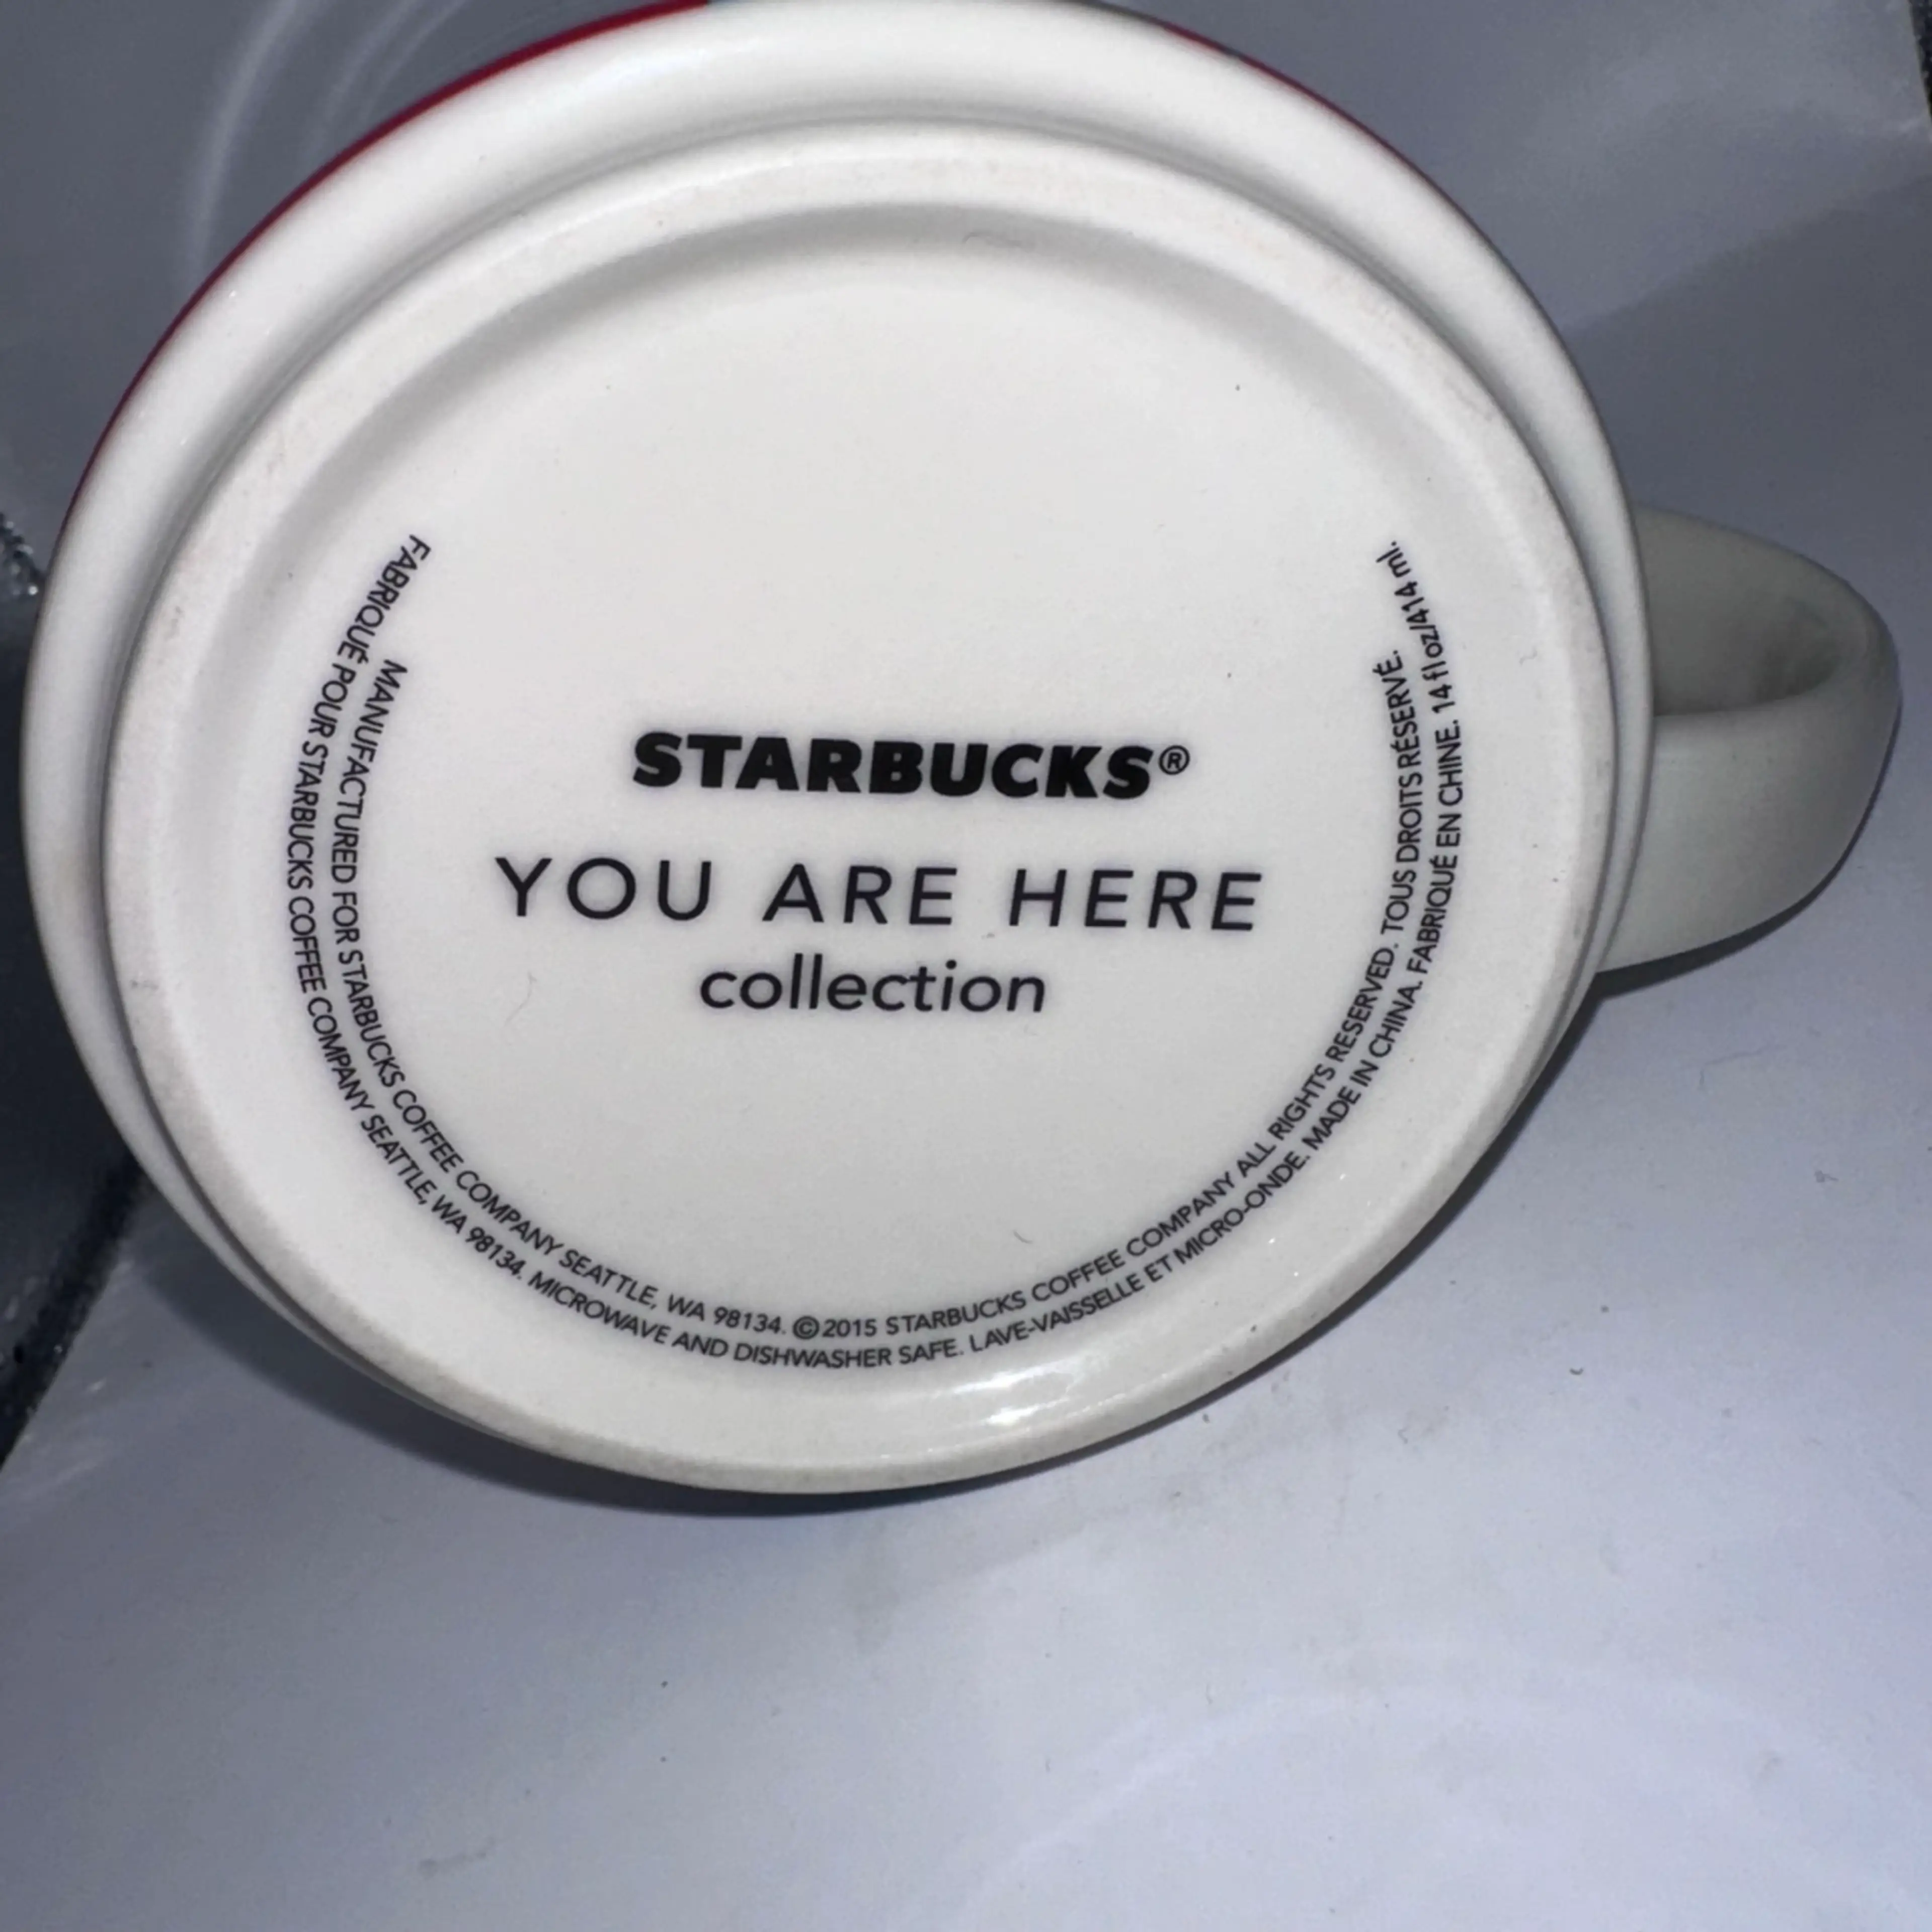 STARBUCKS®
YOU ARE HERE
collection
MANUFACTURED FOR STARBUCKS COFFEE COMPANY SEATTLE, WA 98134. ©2015 STARBUCKS COFFEE COMPANY ALL RIGHTS RESERVED. TOUS DROITS RÉSERVÉ.
FABRIQUÉ POUR STARBUCKS COFFEE COMPANY SEATTLE, WA 98134. MICROWAVE AND DISHWASHER SAFE. LAVE-VAISSELLE ET MICRO-ONDE. MADE IN CHINA. FABRIQUÉ EN CHINE. 14 fl oz/414 ml.